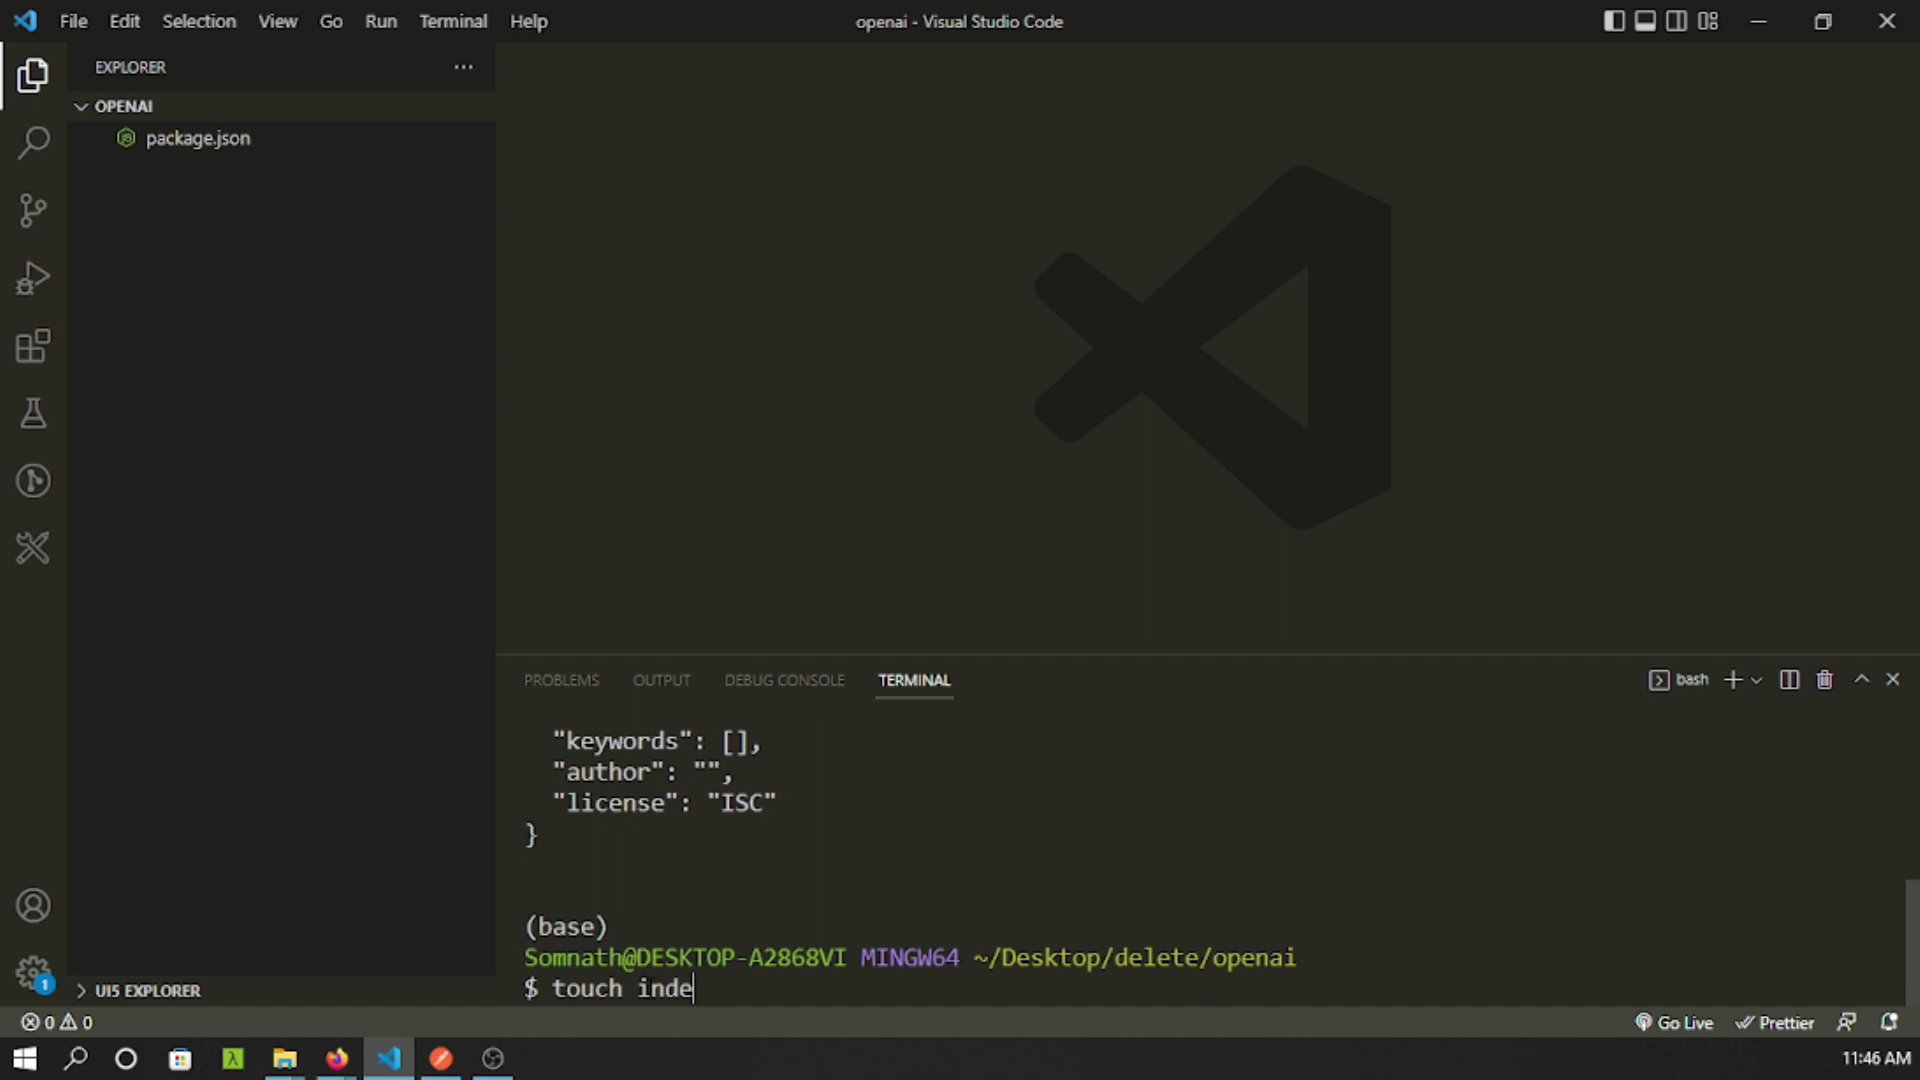 File Edit Selection View Go Run Terminal Help
openai - Visual Studio Code
EXPLORER
OPENAI
package.json
PROBLEMS OUTPUT DEBUG CONSOLE TERMINAL
bash
"keywords": [],
"author": "",
"license": "ISC"
}
(base)
Somnath@DESKTOP-A2868VI MINGW64 ~/Desktop/delete/openai
$ touch inde
1
UI5 EXPLORER
0 0
Go Live Prettier
11:46 AM